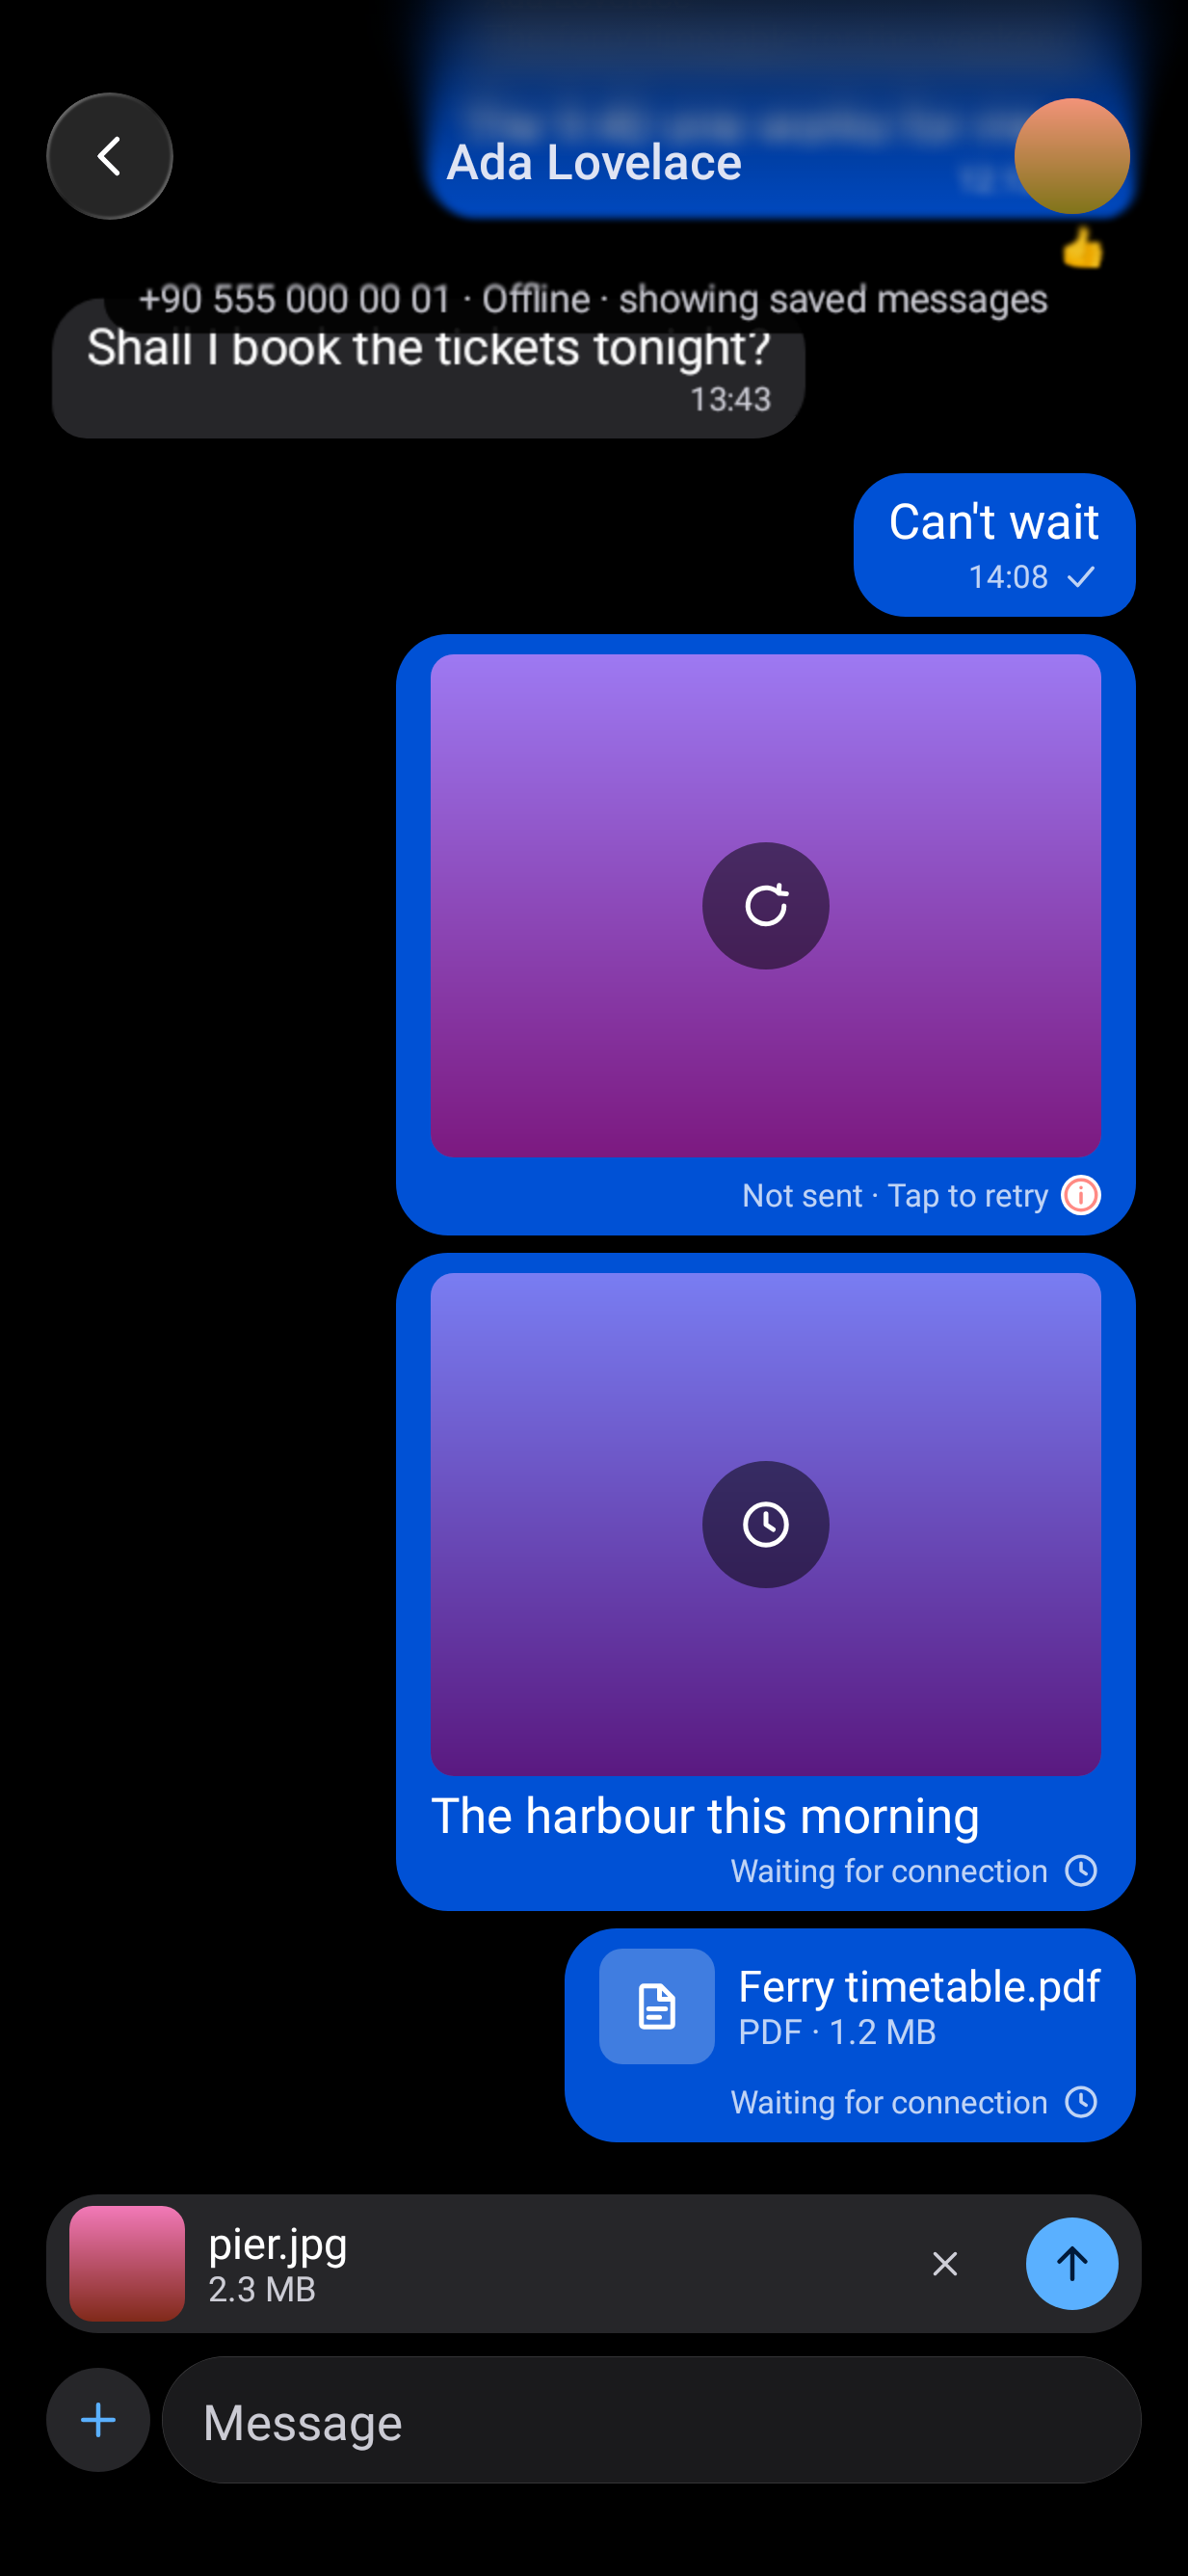 Ada Lovelace
+90 555 000 00 01 · Offline · showing saved messages
Shall I book the tickets tonight?
13:43
Can't wait
14:08
Not sent · Tap to retry
The harbour this morning
Waiting for connection
Ferry timetable.pdf
PDF · 1.2 MB
Waiting for connection
pier.jpg
2.3 MB
Message